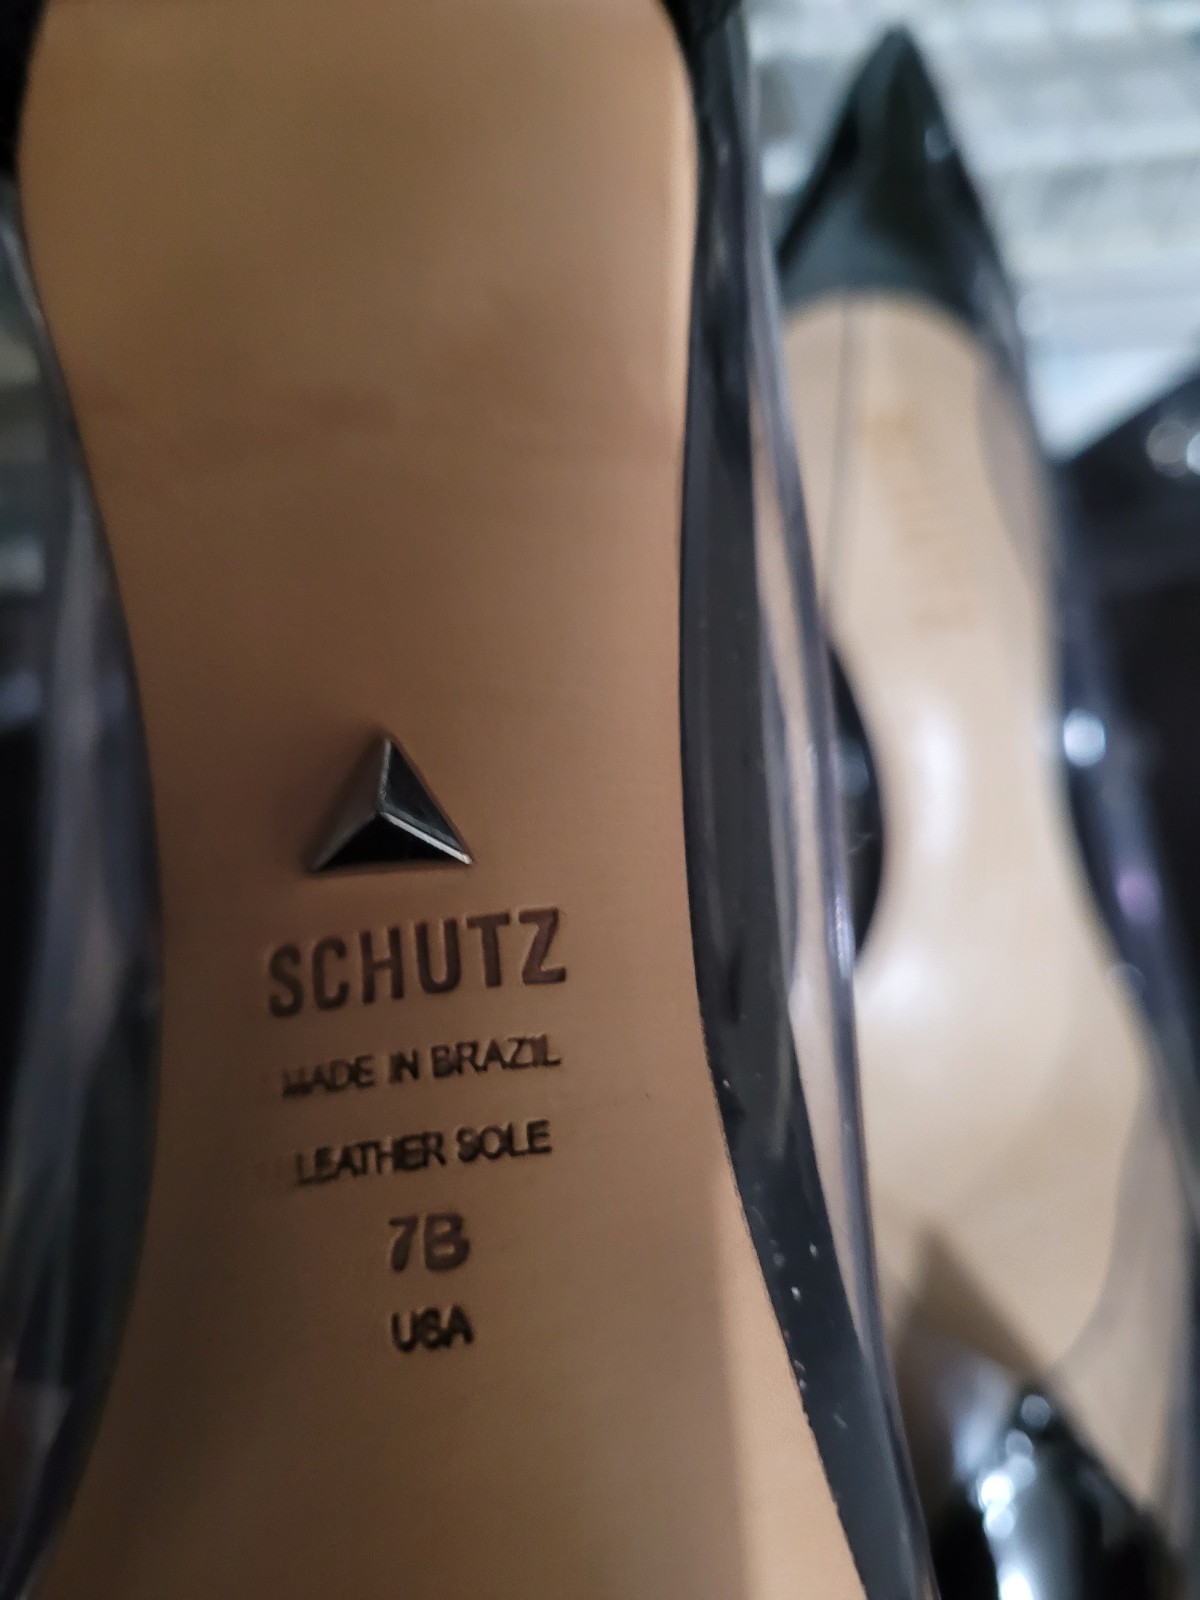 SCHUTZ
MADE IN BRAZIL
LEATHER SOLE
7B
USA